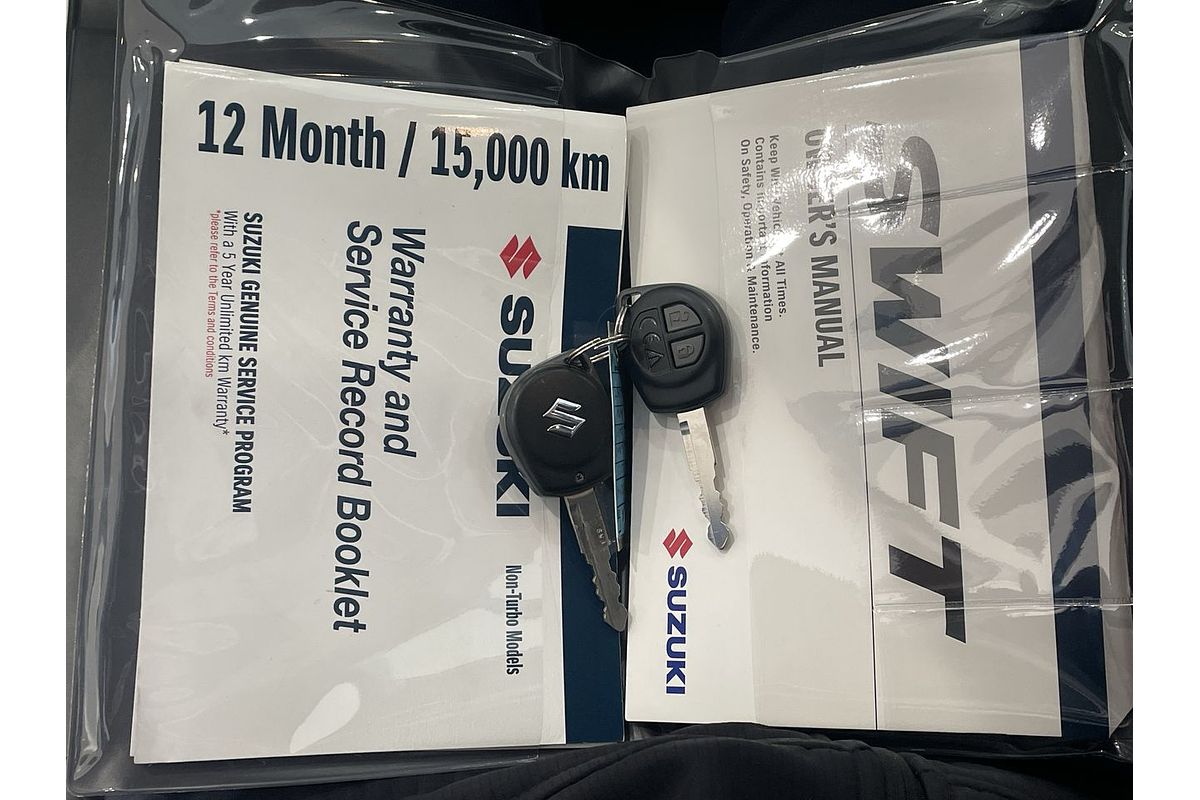 12 Month / 15,000 km
SUZUKI
Non-Turbo Models
Warranty and
Service Record Booklet
SUZUKI GENUINE SERVICE PROGRAM
With a 5 Year Unlimited km Warranty*
*please refer to the Terms and conditions
SWIFT
OWNER'S MANUAL
Keep With Vehicle At All Times.
Contains Important Information
On Safety, Operation & Maintenance.
SUZUKI